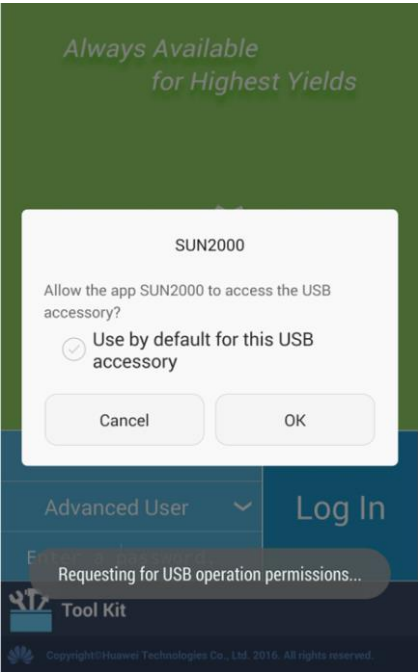 Always Available
for Highest Yields
SUN2000
Allow the app SUN2000 to access the USB
accessory?
Use by default for this USB
accessory
Cancel
OK
Advanced User
Log In
Enter a password.
Requesting for USB operation permissions...
Tool Kit
Copyright©Huawei Technologies Co., Ltd. 2016. All rights reserved.